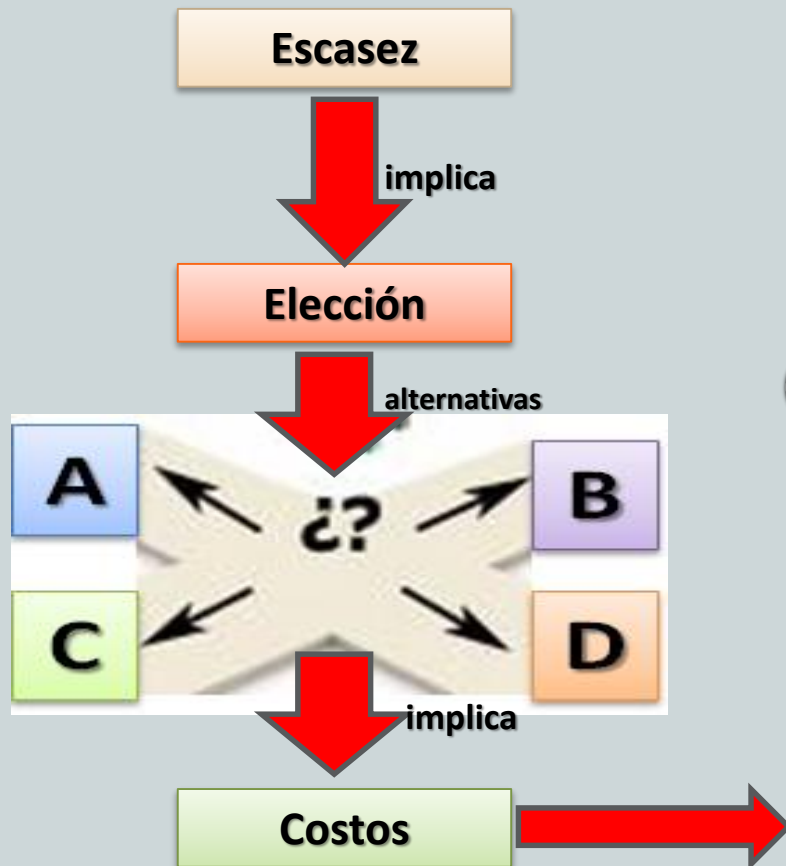 Escasez
implica
Elección
alternativas
A
B
¿?
C
D
implica
Costos